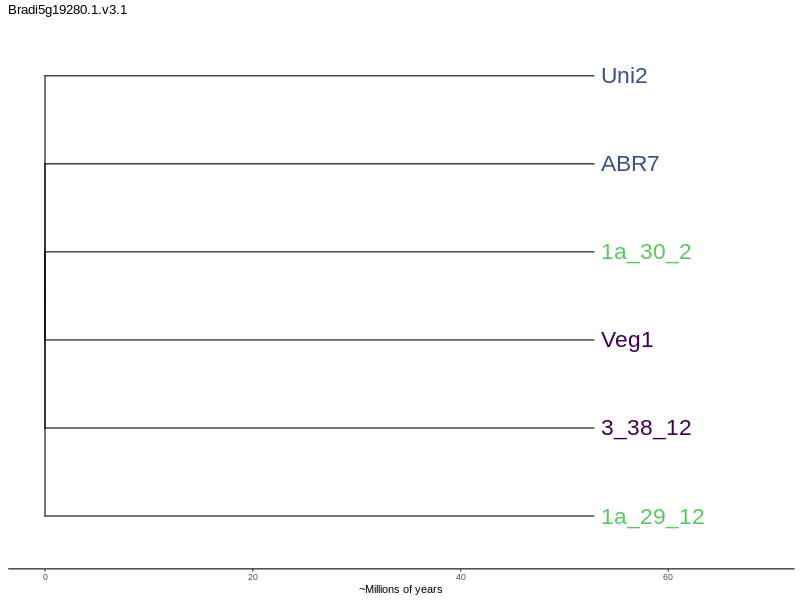 Bradi5g19280.1.v3.1
Uni2
ABR7
1a_30_2
Veg1
3_38_12
1a_29_12
0 20 40 60
~Millions of years